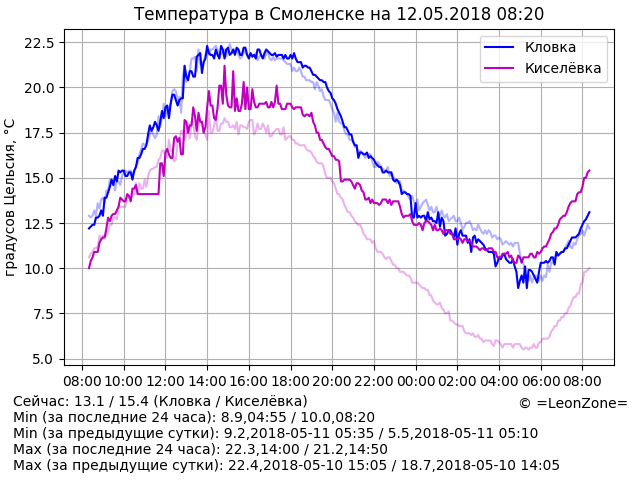 Температура в Смоленске на 12.05.2018 08:20
Кловка
Киселёвка
градусов Цельсия, °C
22.5
20.0
17.5
15.0
12.5
10.0
7.5
5.0
08:00 10:00 12:00 14:00 16:00 18:00 20:00 22:00 00:00 02:00 04:00 06:00 08:00
Сейчас: 13.1 / 15.4 (Кловка / Киселёвка)
© =LeonZone=
Min (за последние 24 часа): 8.9,04:55 / 10.0,08:20
Min (за предыдущие сутки): 9.2,2018-05-11 05:35 / 5.5,2018-05-11 05:10
Max (за последние 24 часа): 22.3,14:00 / 21.2,14:50
Max (за предыдущие сутки): 22.4,2018-05-10 15:05 / 18.7,2018-05-10 14:05